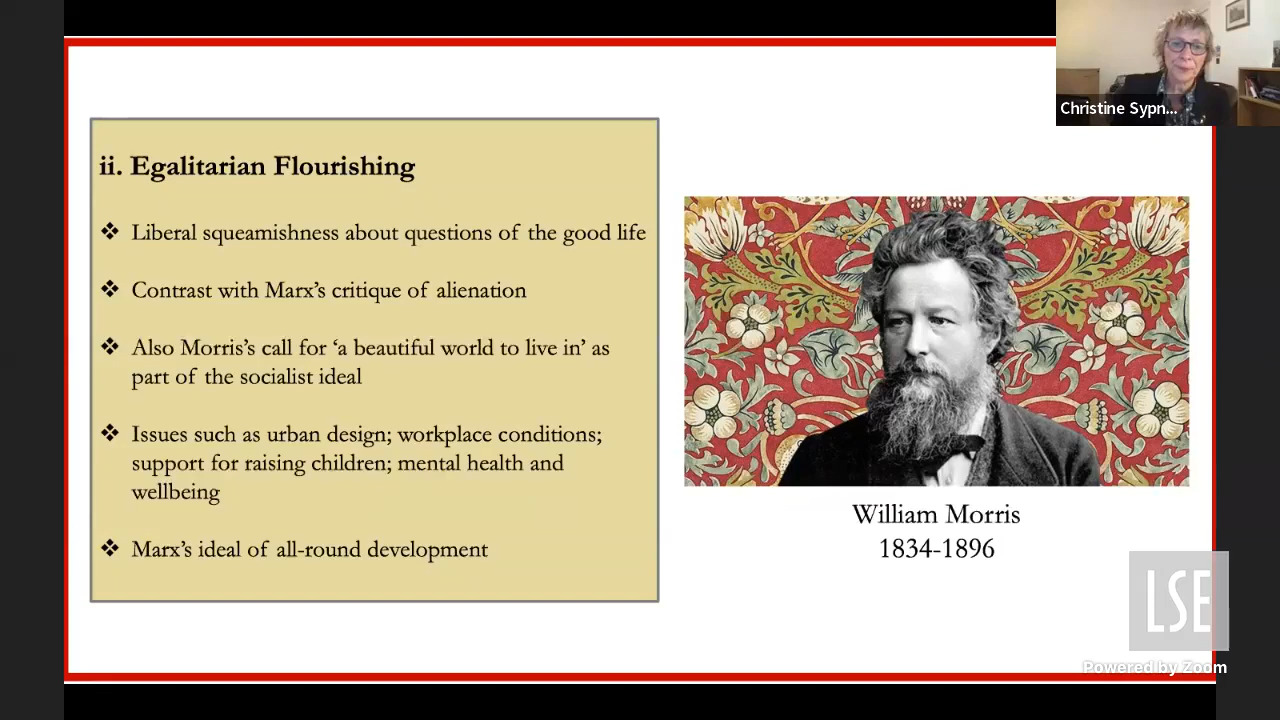 Christine Sypn...
ii. Egalitarian Flourishing
❖ Liberal squeamishness about questions of the good life
❖ Contrast with Marx’s critique of alienation
❖ Also Morris’s call for ‘a beautiful world to live in’ as
part of the socialist ideal
❖ Issues such as urban design; workplace conditions;
support for raising children; mental health and
wellbeing
❖ Marx’s ideal of all-round development
William Morris
1834-1896
LSE
Powered by Zoom